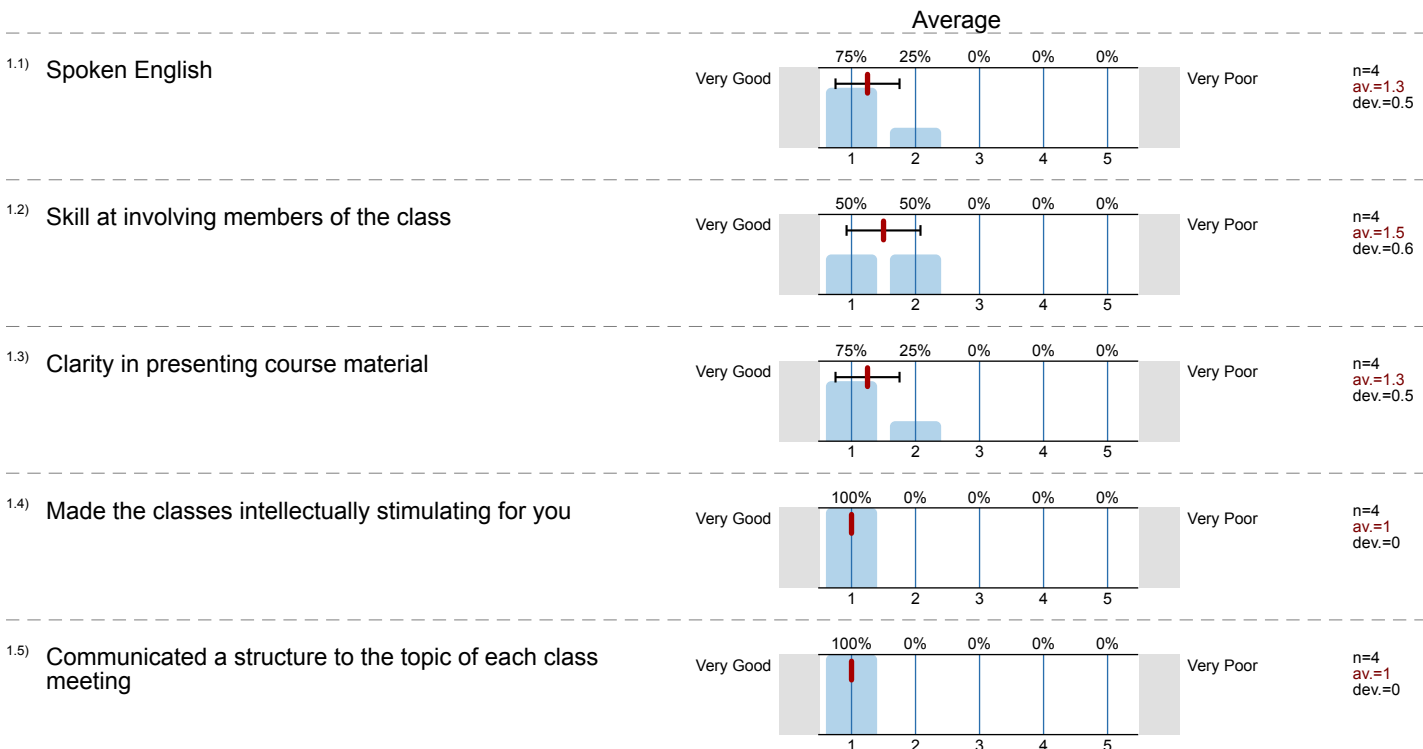 Average
1.1) Spoken English
75% 25% 0% 0% 0%
Very Good Very Poor
n=4
av.=1.3
dev.=0.5
1 2 3 4 5
1.2) Skill at involving members of the class
50% 50% 0% 0% 0%
Very Good Very Poor
n=4
av.=1.5
dev.=0.6
1 2 3 4 5
1.3) Clarity in presenting course material
75% 25% 0% 0% 0%
Very Good Very Poor
n=4
av.=1.3
dev.=0.5
1 2 3 4 5
1.4) Made the classes intellectually stimulating for you
100% 0% 0% 0% 0%
Very Good Very Poor
n=4
av.=1
dev.=0
1 2 3 4 5
1.5) Communicated a structure to the topic of each class
meeting
100% 0% 0% 0% 0%
Very Good Very Poor
n=4
av.=1
dev.=0
1 2 3 4 5